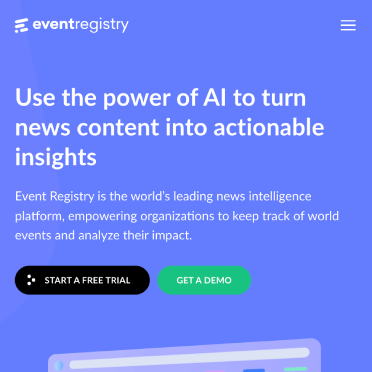 eventregistry
Use the power of AI to turn
news content into actionable
insights
Event Registry is the world's leading news intelligence
platform, empowering organizations to keep track of world
events and analyze their impact.
START A FREE TRIAL
GET A DEMO